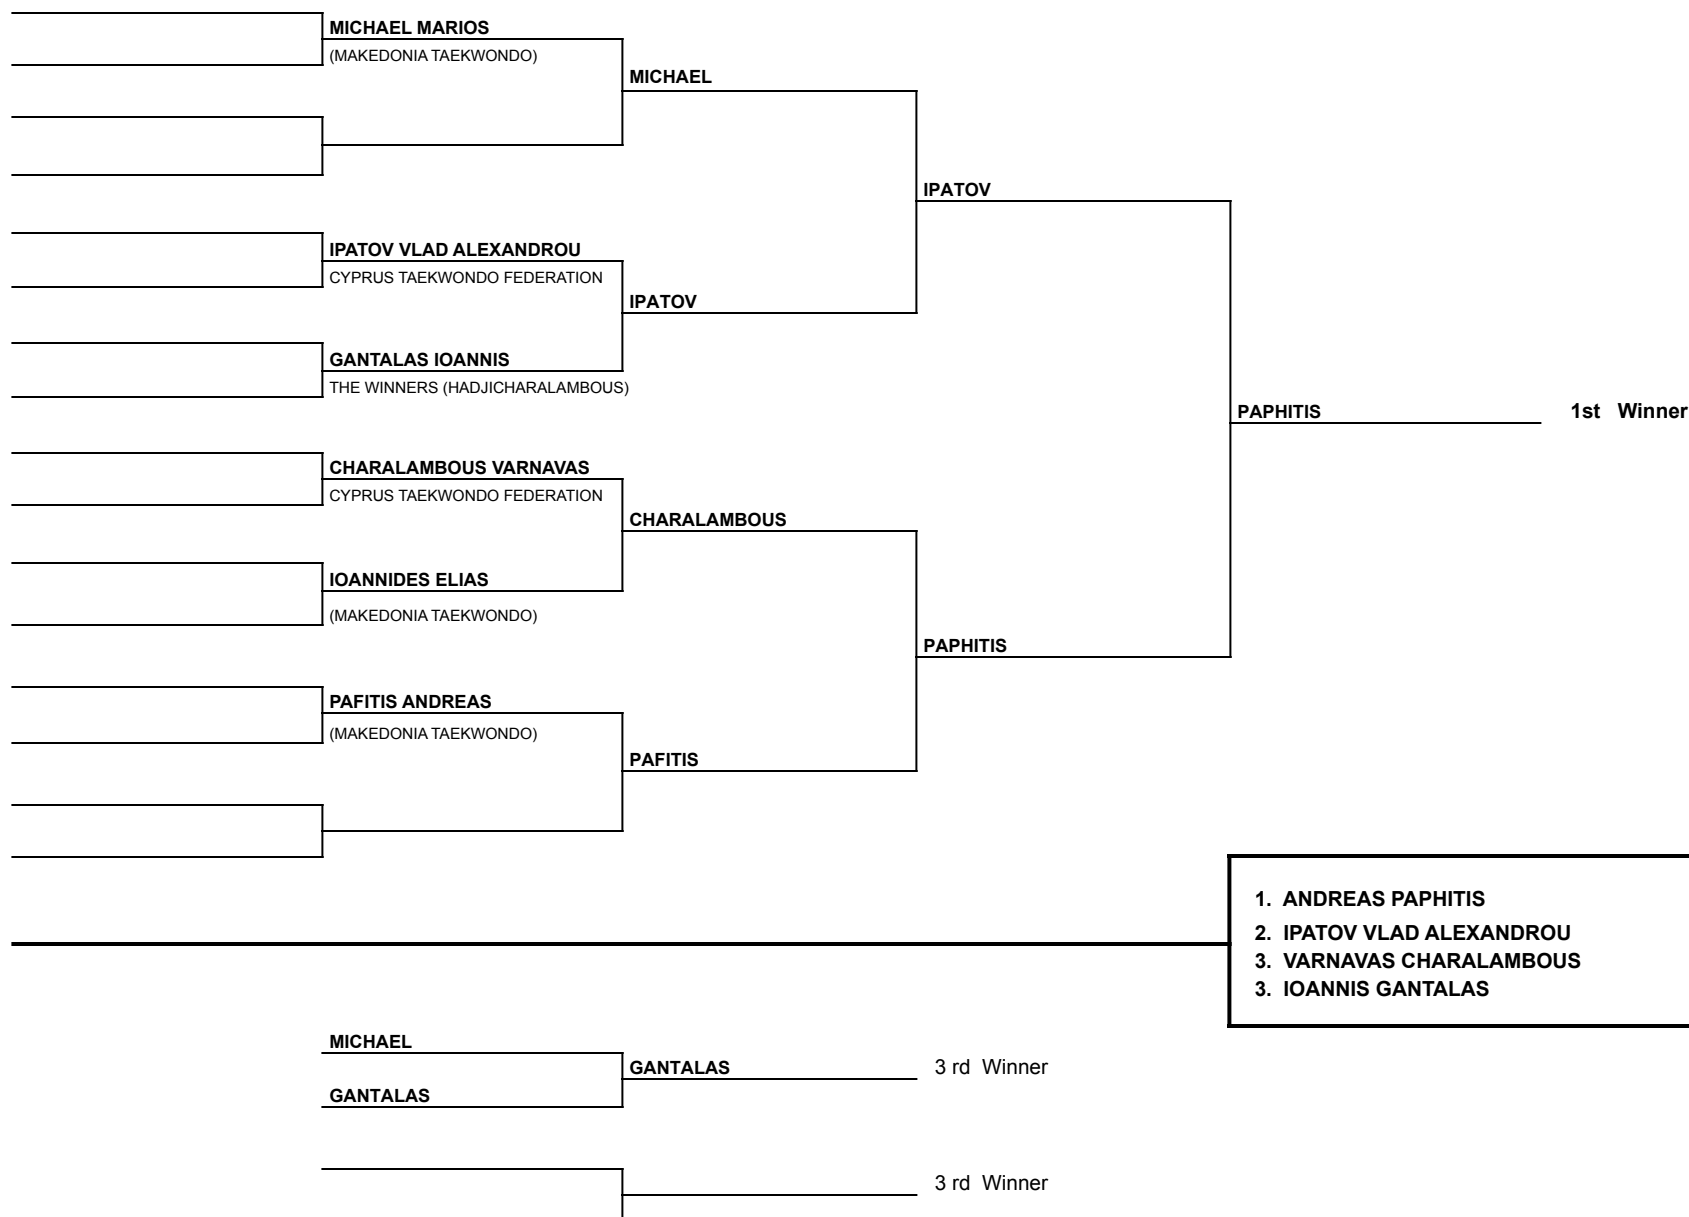 MICHAEL MARIOS
(MAKEDONIA TAEKWONDO)
MICHAEL
IPATOV
IPATOV VLAD ALEXANDROU
CYPRUS TAEKWONDO FEDERATION
IPATOV
GANTALAS IOANNIS
THE WINNERS (HADJICHARALAMBOUS)
PAPHITIS
1st Winner
CHARALAMBOUS VARNAVAS
CYPRUS TAEKWONDO FEDERATION
CHARALAMBOUS
IOANNIDES ELIAS
(MAKEDONIA TAEKWONDO)
PAPHITIS
PAFITIS ANDREAS
(MAKEDONIA TAEKWONDO)
PAFITIS
1. ANDREAS PAPHITIS
2. IPATOV VLAD ALEXANDROU
3. VARNAVAS CHARALAMBOUS
3. IOANNIS GANTALAS
MICHAEL
GANTALAS
3 rd Winner
GANTALAS
3 rd Winner